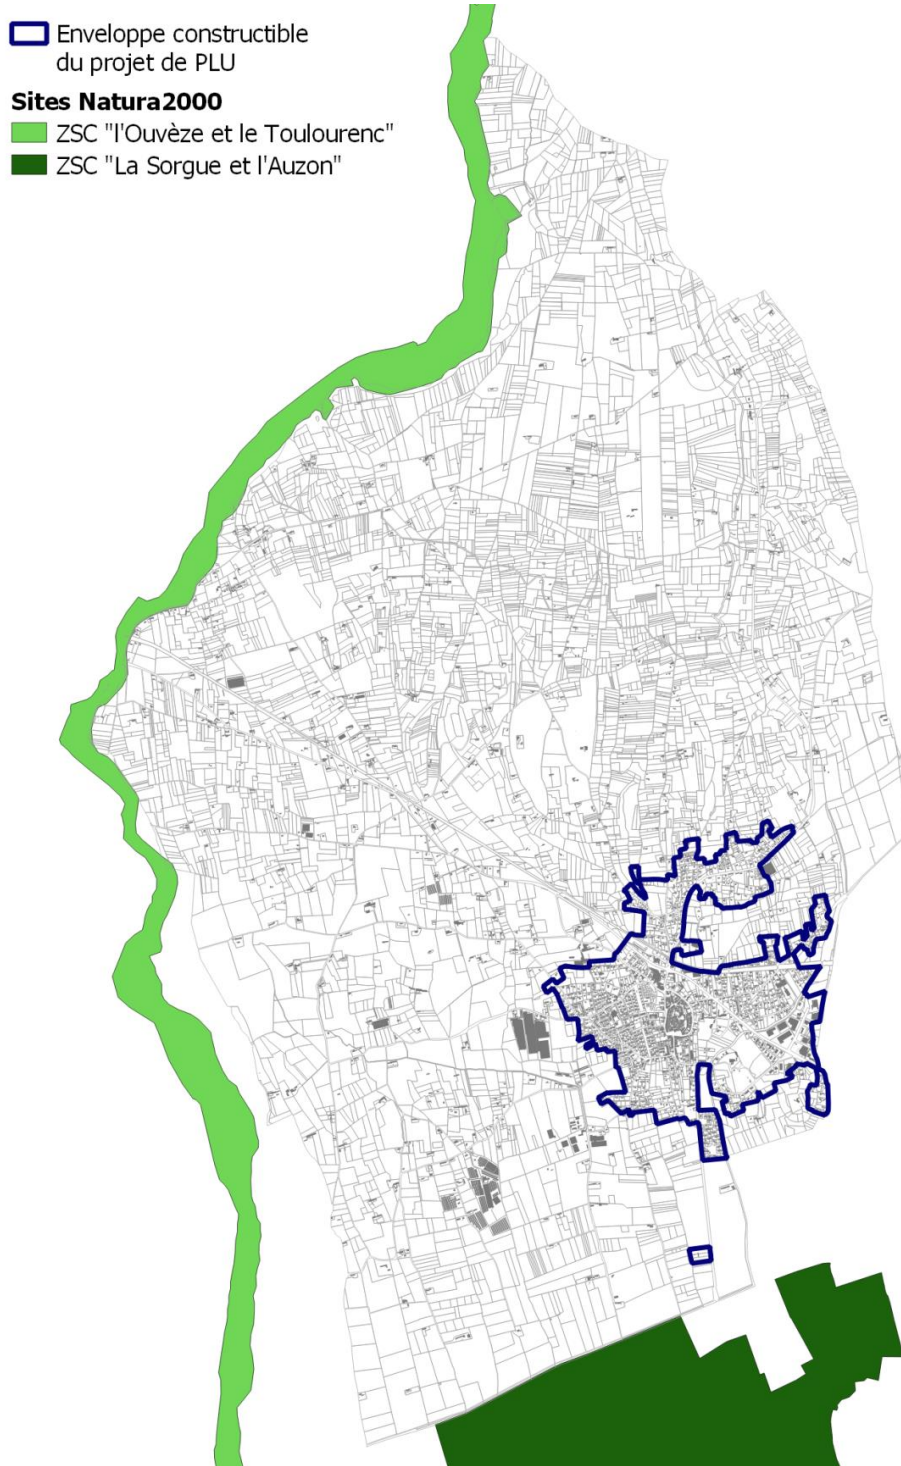 Enveloppe constructible
du projet de PLU
Sites Natura2000
ZSC "l'Ouvèze et le Toulourenc"
ZSC "La Sorgue et l'Auzon"